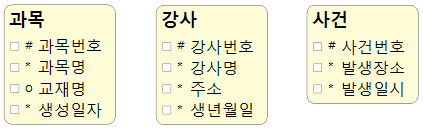 과목
# 과목번호
* 과목명
o 교재명
* 생성일자
강사
# 강사번호
* 강사명
* 주소
* 생년월일
사건
# 사건번호
* 발생장소
* 발생일시